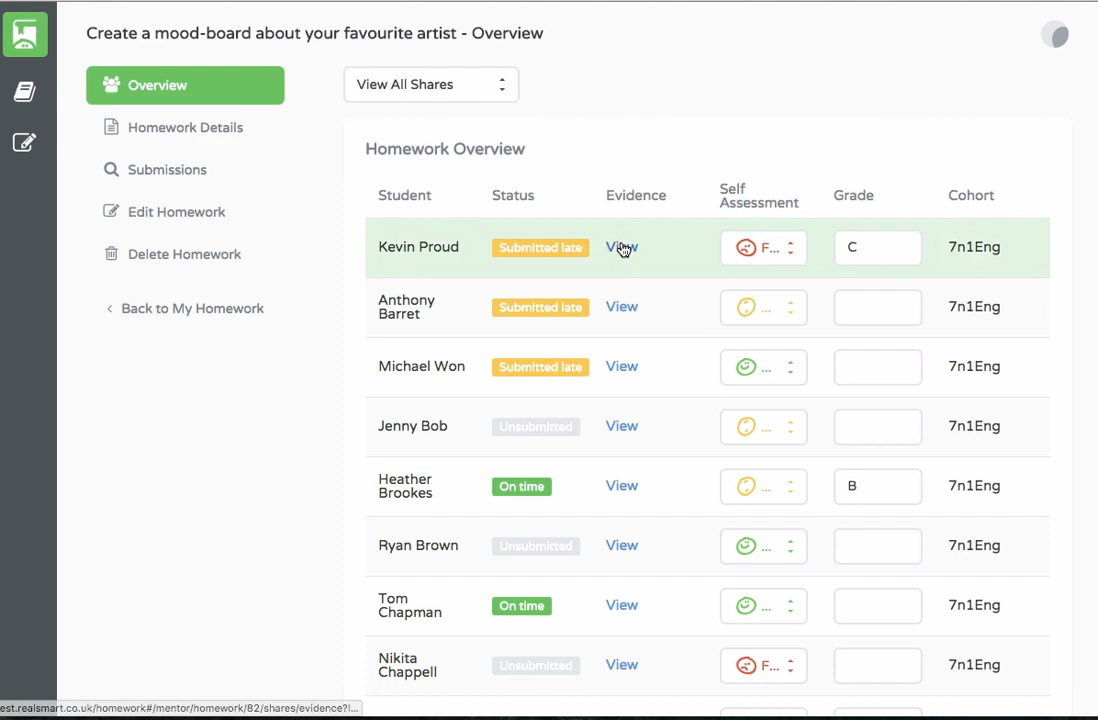 Create a mood-board about your favourite artist - Overview
Overview
Homework Details
Submissions
Edit Homework
Delete Homework
Back to My Homework
View All Shares
Homework Overview
Student Status Evidence Self Assessment Grade Cohort
Kevin Proud Submitted late View F... C 7n1Eng
Anthony
Barret
Submitted late View ... 7n1Eng
Michael Won Submitted late View ... 7n1Eng
Jenny Bob Unsubmitted View ... 7n1Eng
Heather
Brookes
On time View ... B 7n1Eng
Ryan Brown Unsubmitted View ... 7n1Eng
Tom
Chapman
On time View ... 7n1Eng
Nikita
Chappell
Unsubmitted View F... 7n1Eng
est.realsmart.co.uk/homework#/mentor/homework/82/shares/evidence?l...